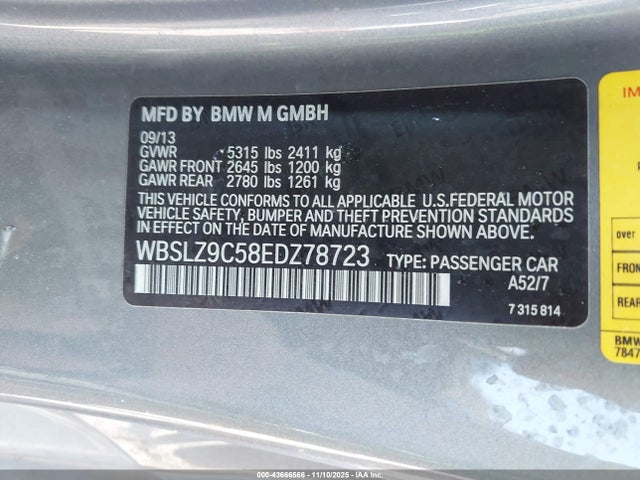 MFD BY BMW M GMBH
09/13
GVWR 5315 lbs 2411 kg
GAWR FRONT 2645 lbs 1200 kg
GAWR REAR 2780 lbs 1261 kg
THIS VEHICLE CONFORMS TO ALL APPLICABLE U.S.FEDERAL MOTOR
VEHICLE SAFETY, BUMPER AND THEFT PREVENTION STANDARDS
IN EFFECT ON DATE OF MANUFACTURE SHOWN ABOVE.
WBSLZ9C58EDZ78723 TYPE: PASSENGER CAR
A52/7
7 315 814
IM
over
FRON
REAR
BMW
7847
000-43666566 - 11/10/2025 - IAAI.COM